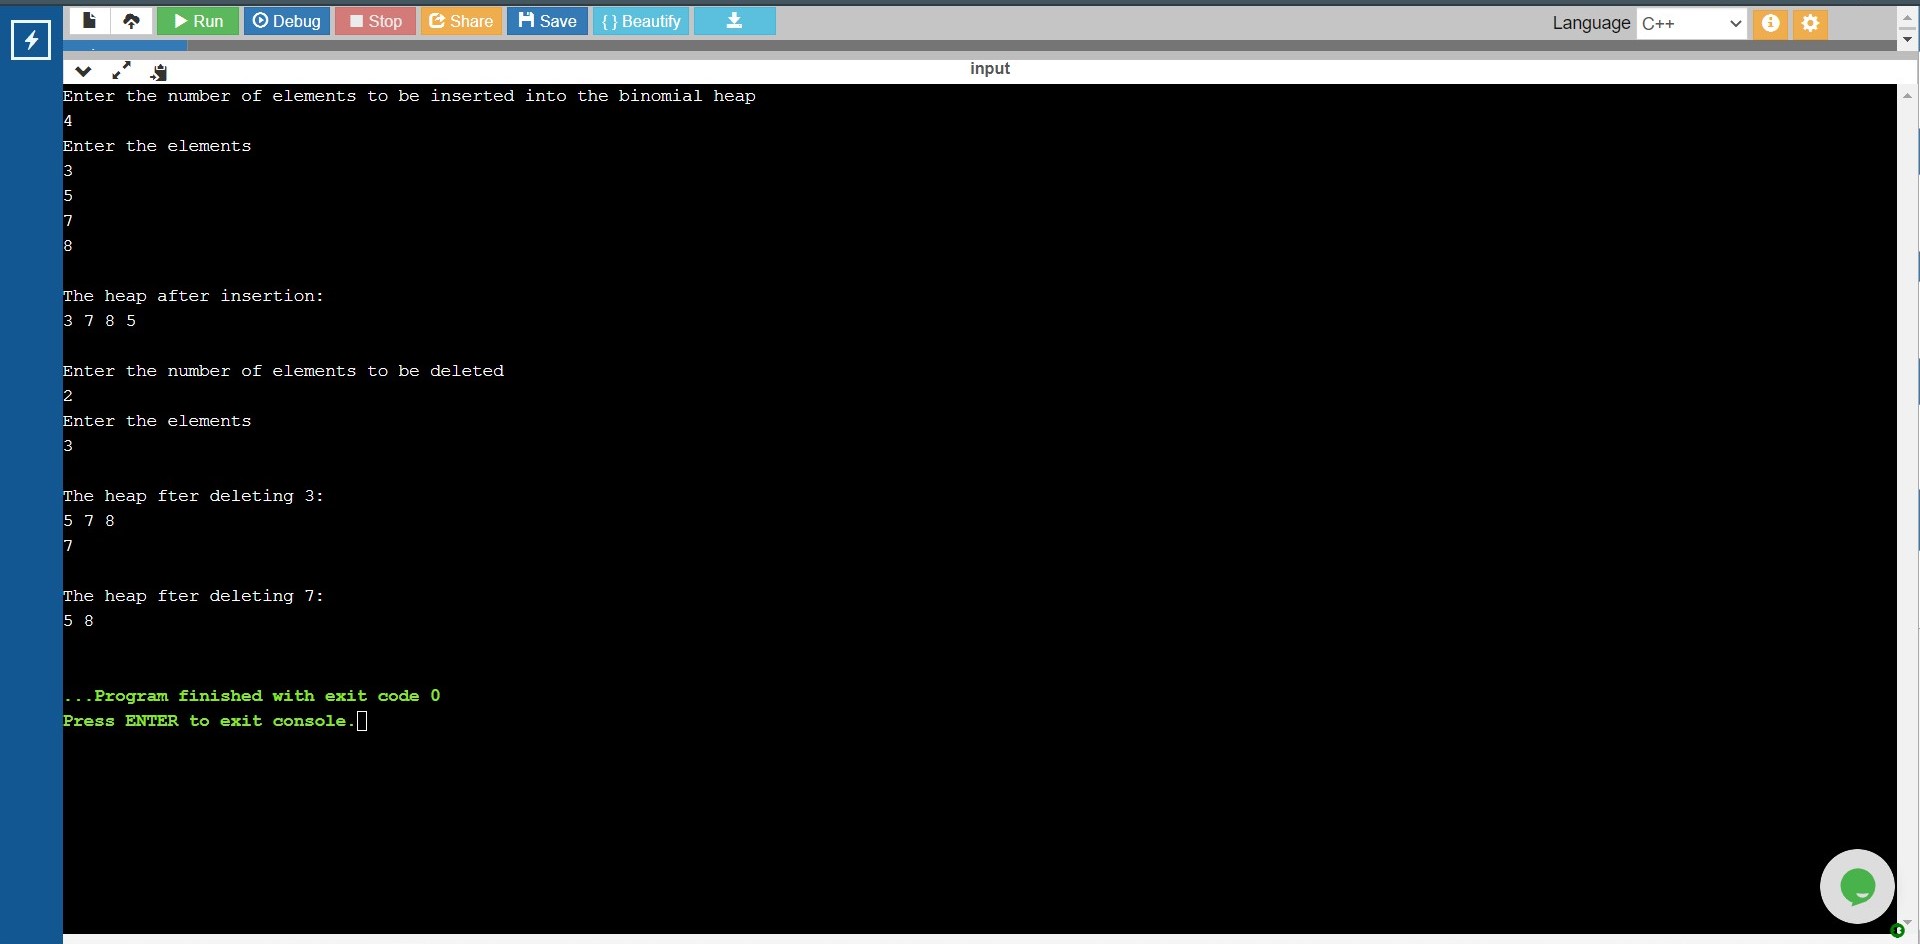 Run Debug Stop Share Save { } Beautify Language C++
input
Enter the number of elements to be inserted into the binomial heap
4
Enter the elements
3
5
7
8
The heap after insertion:
3 7 8 5
Enter the number of elements to be deleted
2
Enter the elements
3
The heap fter deleting 3:
5 7 8
7
The heap fter deleting 7:
5 8
...Program finished with exit code 0
Press ENTER to exit console.